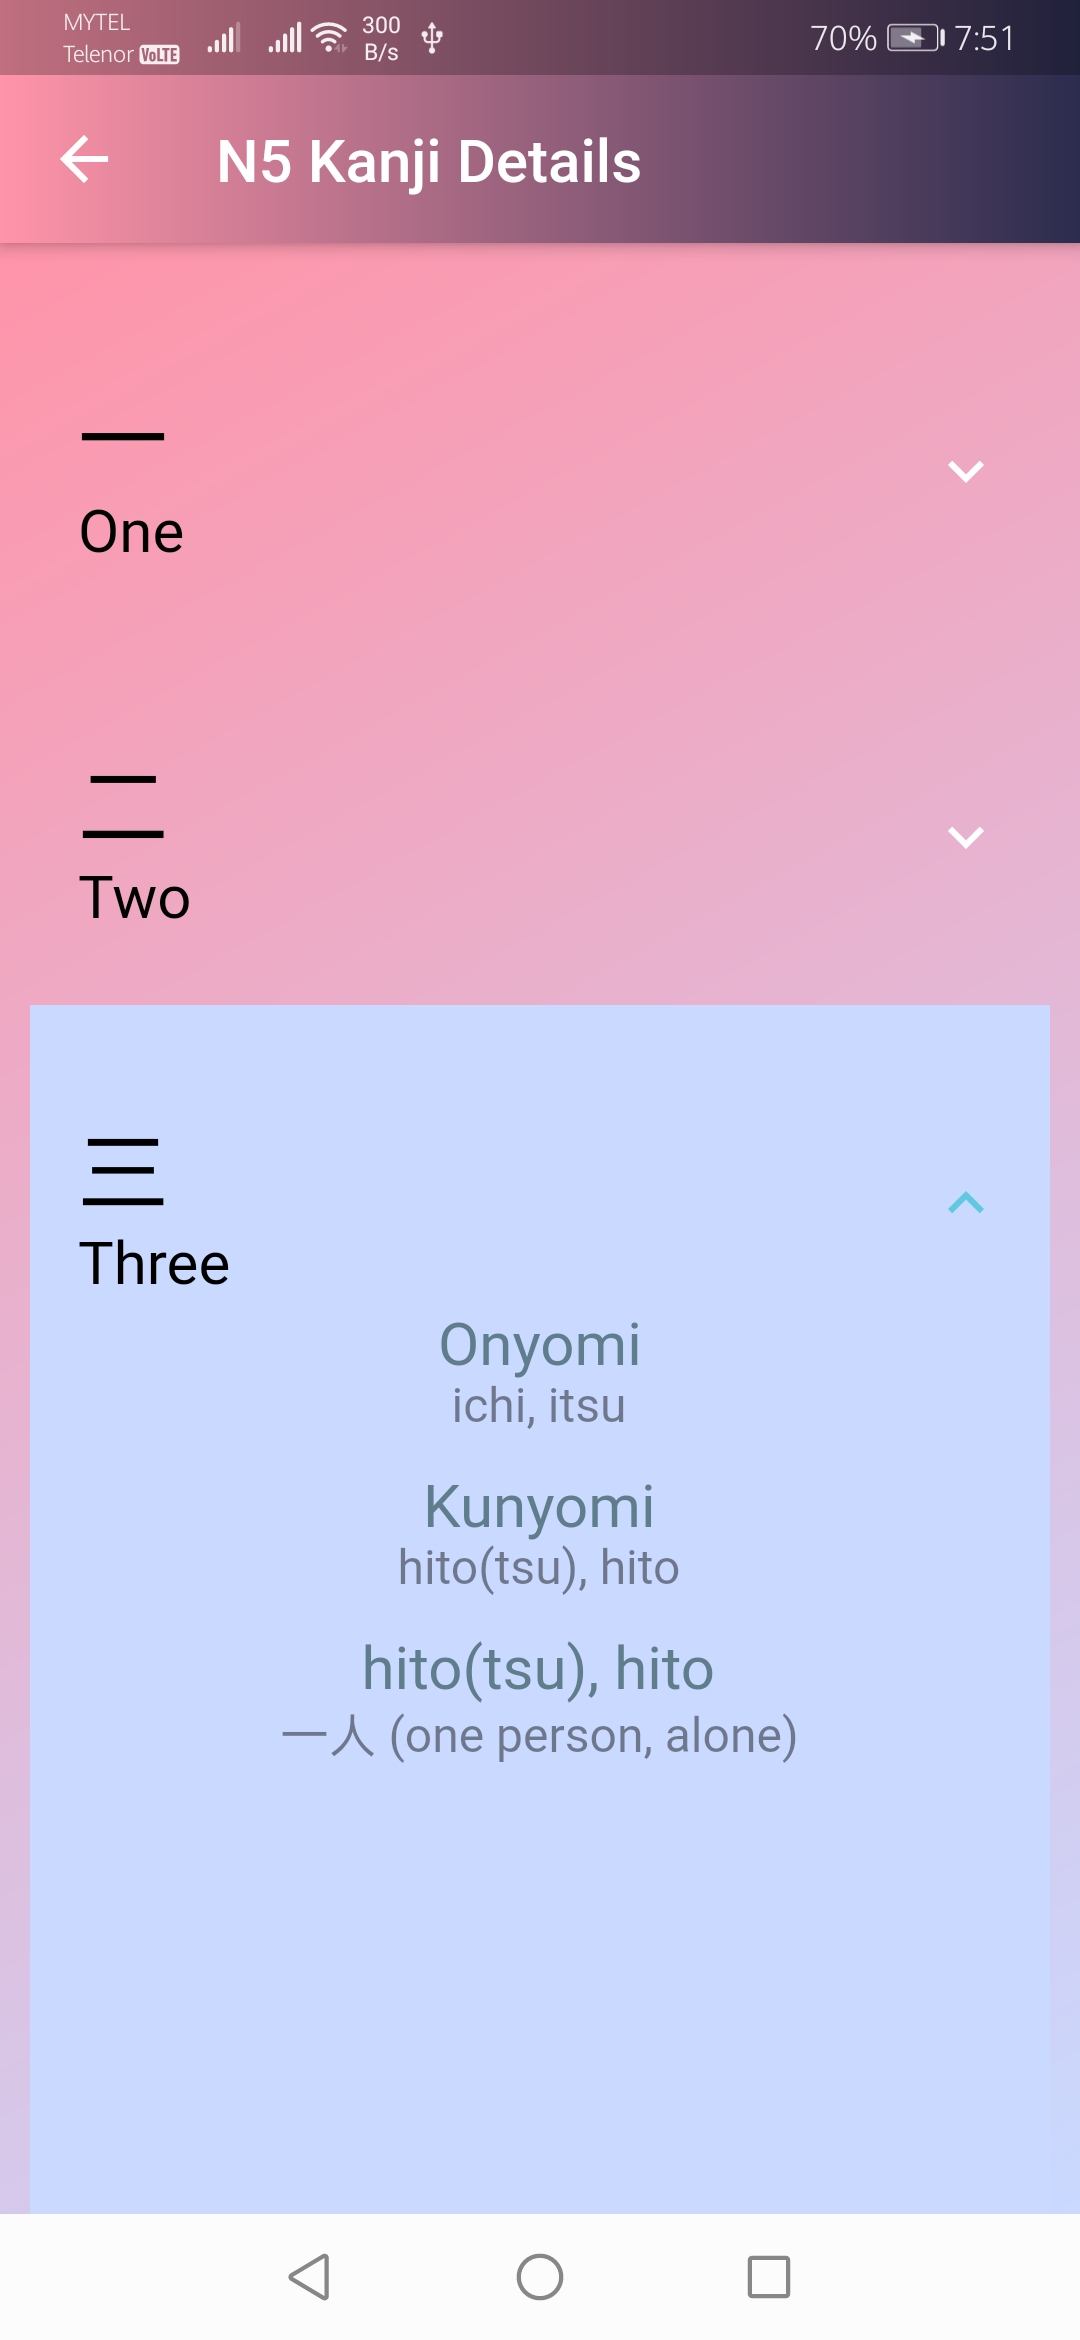 MYTEL
Telenor VoLTE
300
B/s
70% 7:51
N5 Kanji Details
一
One
二
Two
三
Three
Onyomi
ichi, itsu
Kunyomi
hito(tsu), hito
hito(tsu), hito
一人 (one person, alone)